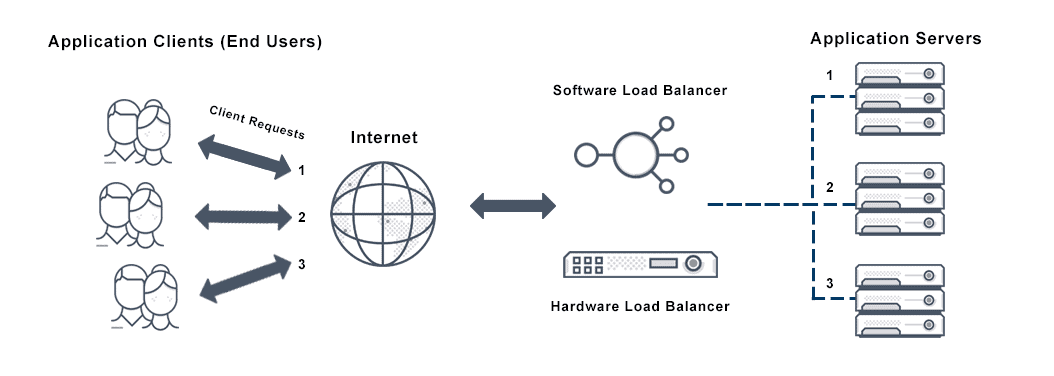 Application Clients (End Users)
Application Servers
Client Requests
Internet
Software Load Balancer
Hardware Load Balancer
1
2
3
1
2
3